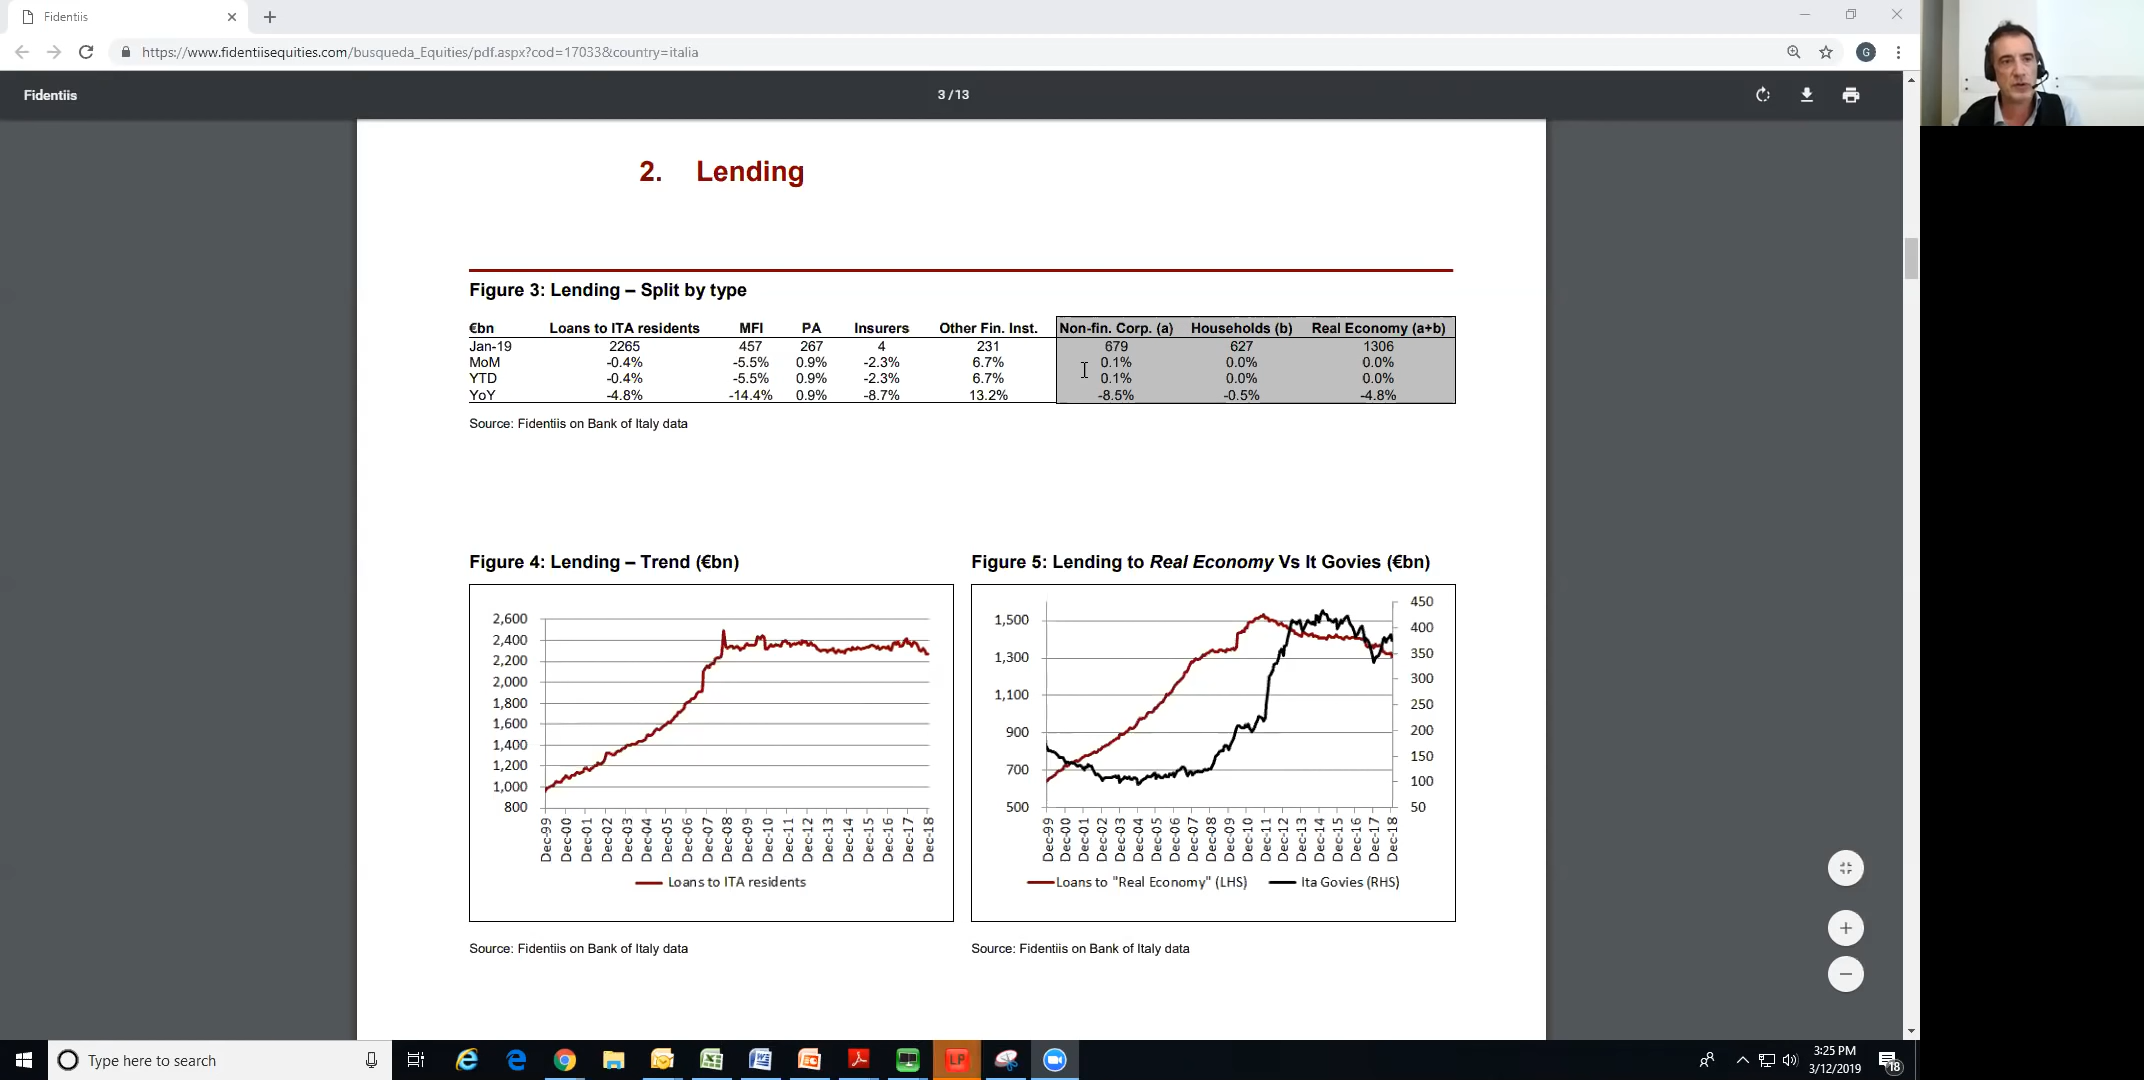 Fidentiis
https://www.fidentiisequities.com/busqueda_Equities/pdf.aspx?cod=17033&country=italia
G
Fidentiis
3 / 13
2. Lending
Figure 3: Lending – Split by type
€bn Loans to ITA residents MFI PA Insurers Other Fin. Inst. Non-fin. Corp. (a) Households (b) Real Economy (a+b)
Jan-19 2265 457 267 4 231 679 627 1306
MoM -0.4% -5.5% 0.9% -2.3% 6.7% 0.1% 0.0% 0.0%
YTD -0.4% -5.5% 0.9% -2.3% 6.7% 0.1% 0.0% 0.0%
YoY -4.8% -14.4% 0.9% -8.7% 13.2% -8.5% -0.5% -4.8%
Source: Fidentiis on Bank of Italy data
Figure 4: Lending – Trend (€bn)
2,600
2,400
2,200
2,000
1,800
1,600
1,400
1,200
1,000
800
Dec-99 Dec-00 Dec-01 Dec-02 Dec-03 Dec-04 Dec-05 Dec-06 Dec-07 Dec-08 Dec-09 Dec-10 Dec-11 Dec-12 Dec-13 Dec-14 Dec-15 Dec-16 Dec-17 Dec-18
Loans to ITA residents
Source: Fidentiis on Bank of Italy data
Figure 5: Lending to Real Economy Vs It Govies (€bn)
1,500
1,300
1,100
900
700
500
450
400
350
300
250
200
150
100
50
Dec-99 Dec-00 Dec-01 Dec-02 Dec-03 Dec-04 Dec-05 Dec-06 Dec-07 Dec-08 Dec-09 Dec-10 Dec-11 Dec-12 Dec-13 Dec-14 Dec-15 Dec-16 Dec-17 Dec-18
Loans to "Real Economy" (LHS) Ita Govies (RHS)
Source: Fidentiis on Bank of Italy data
Type here to search
LP
3:25 PM
3/12/2019
18